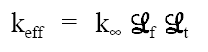 k_eff = k_∞ ℒ_f ℒ_t